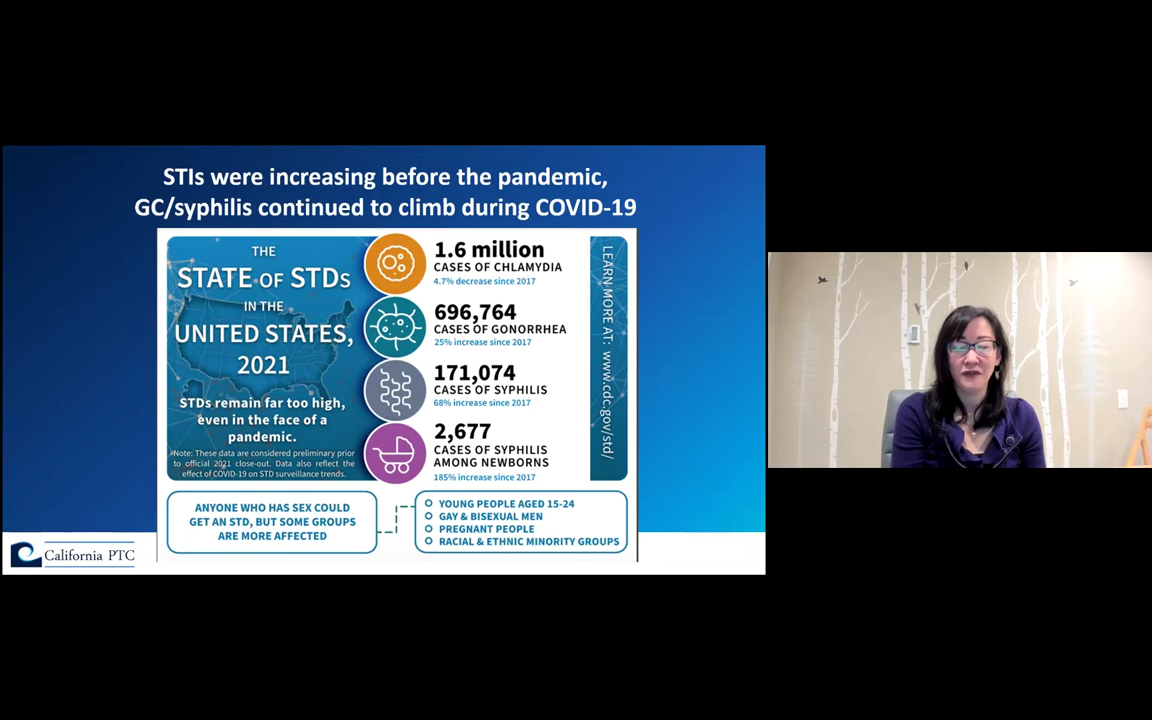 STIs were increasing before the pandemic,
GC/syphilis continued to climb during COVID-19
THE
STATE OF STDs
IN THE
UNITED STATES,
2021
STDs remain far too high,
even in the face of a
pandemic.
Note: These data are considered preliminary prior
to official 2021 close-out. Data also reflect the
effect of COVID-19 on STD surveillance trends.
1.6 million
CASES OF CHLAMYDIA
4.7% decrease since 2017
696,764
CASES OF GONORRHEA
25% increase since 2017
171,074
CASES OF SYPHILIS
68% increase since 2017
2,677
CASES OF SYPHILIS
AMONG NEWBORNS
185% increase since 2017
LEARN MORE AT: www.cdc.gov/std/
ANYONE WHO HAS SEX COULD
GET AN STD, BUT SOME GROUPS
ARE MORE AFFECTED
YOUNG PEOPLE AGED 15-24
GAY & BISEXUAL MEN
PREGNANT PEOPLE
RACIAL & ETHNIC MINORITY GROUPS
California PTC